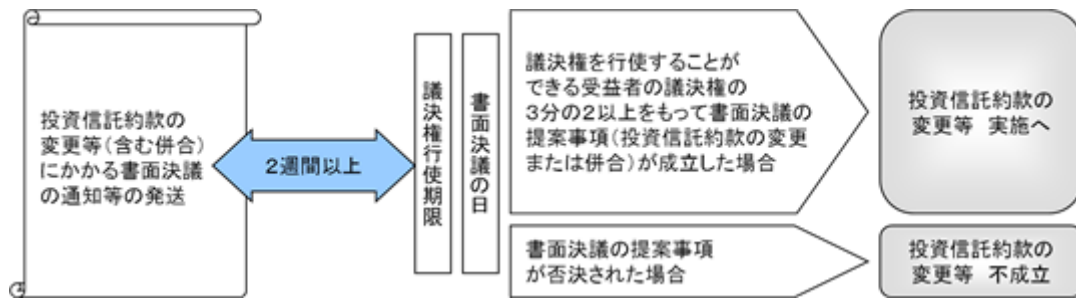 投資信託約款の
変更等(含む併合)
にかかる書面決議
の通知等の発送
2週間以上
議決権行使期限
書面決議の日
議決権を行使することが
できる受益者の議決権の
3分の2以上をもって書面決議の
提案事項(投資信託約款の変更
または併合)が成立した場合
投資信託約款の
変更等 実施へ
書面決議の提案事項
が否決された場合
投資信託約款の
変更等 不成立